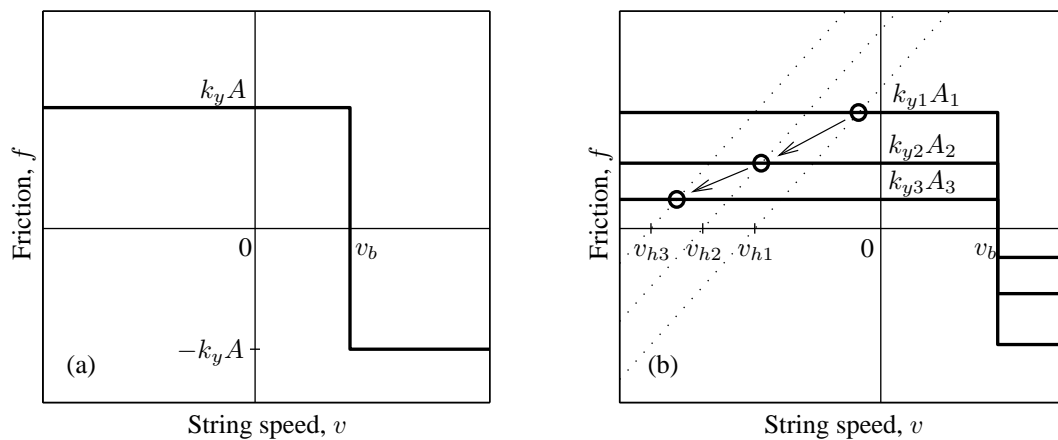 k_yA
Friction, f
0
v_b
−k_yA
(a)
String speed, v
k_{y1}A_1
k_{y2}A_2
k_{y3}A_3
Friction, f
v_{h3}
v_{h2}
v_{h1}
0
v_b
(b)
String speed, v